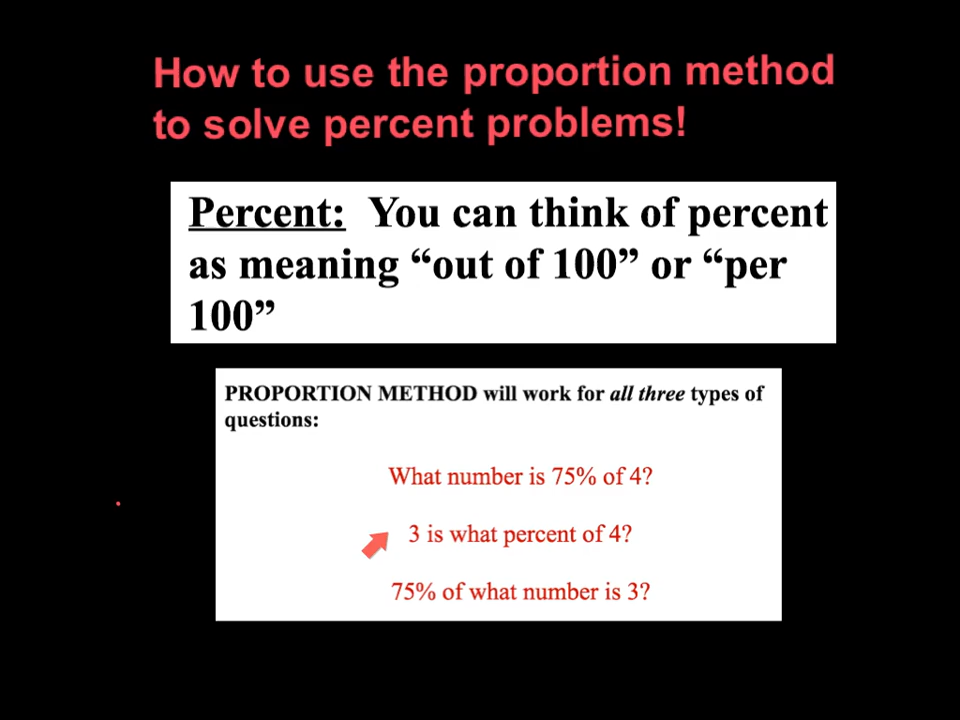 How to use the proportion method
to solve percent problems!
Percent: You can think of percent
as meaning “out of 100” or “per
100”
PROPORTION METHOD will work for all three types of
questions:
What number is 75% of 4?
3 is what percent of 4?
75% of what number is 3?